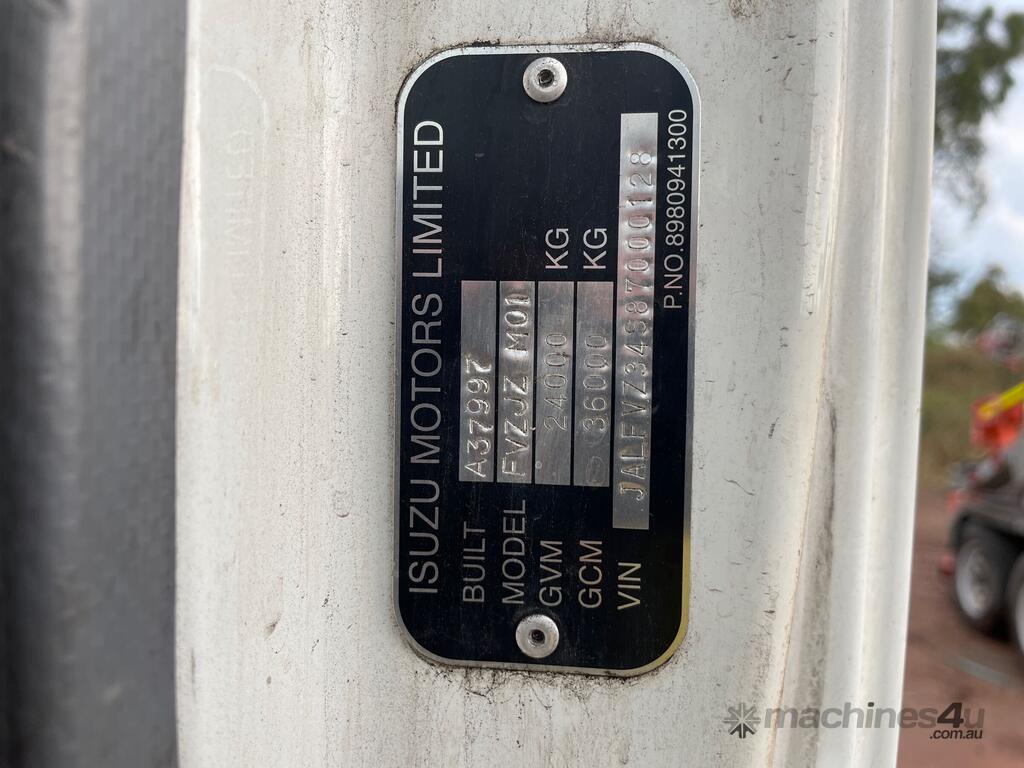 ISUZU MOTORS LIMITED
BUILT A37997
MODEL FVZJZ M01
GVM 24000 KG
GCM 36000 KG
VIN JALFVZ34S87000128
P.NO.8980941300
machines4u
.com.au